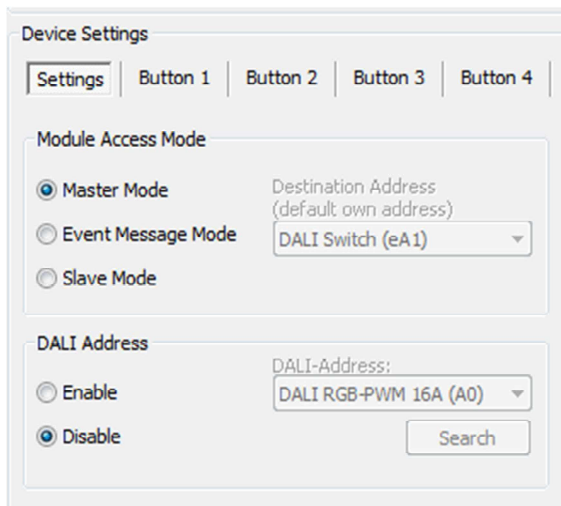 Device Settings
Settings Button 1 Button 2 Button 3 Button 4
Module Access Mode
Master Mode
Destination Address
(default own address)
Event Message Mode
DALI Switch (eA1)
Slave Mode
DALI Address
DALI-Address:
Enable
DALI RGB-PWM 16A (A0)
Disable
Search